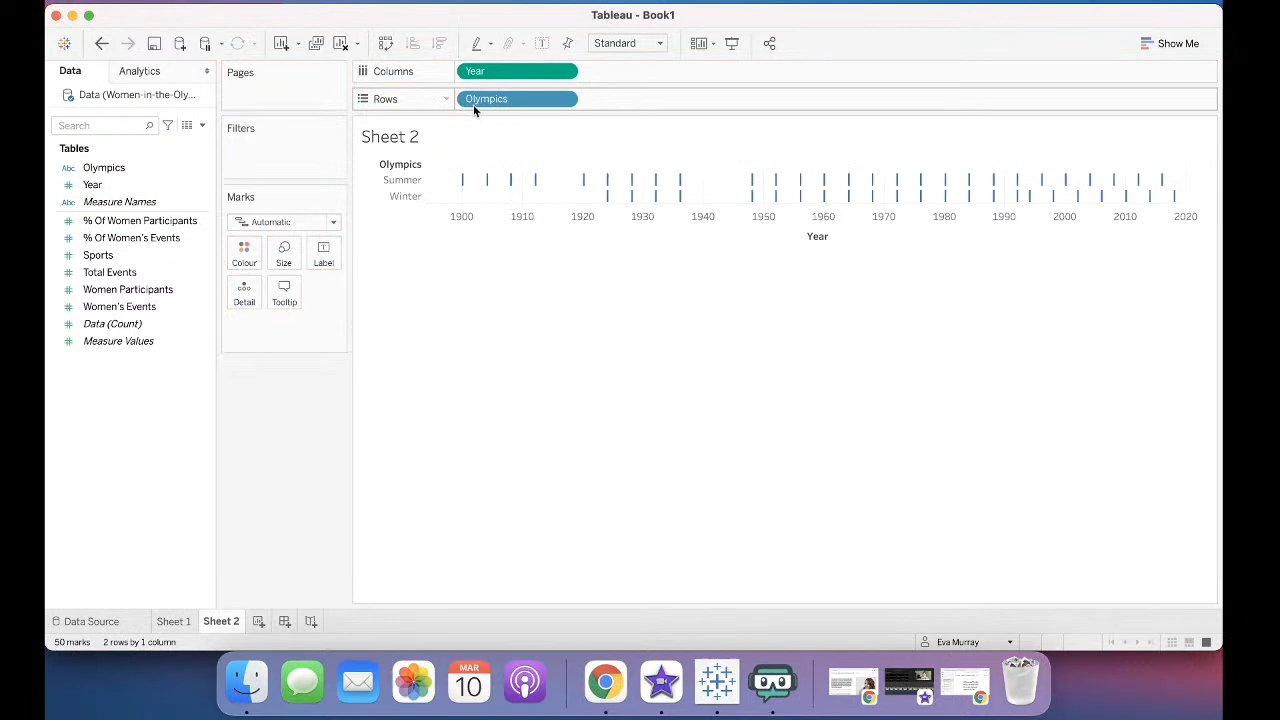 Tableau - Book1
Standard
Show Me
Data
Analytics
Data (Women-in-the-Oly...
Search
Tables
Abc Olympics
Year
Abc Measure Names
% Of Women Participants
% Of Women's Events
Sports
Total Events
Women Participants
Women's Events
Data (Count)
Measure Values
Pages
Filters
Marks
Automatic
Colour
Size
Label
Detail
Tooltip
Columns
Year
Rows
Olympics
Sheet 2
Olympics
Summer
Winter
1900 1910 1920 1930 1940 1950 1960 1970 1980 1990 2000 2010 2020
Year
Data Source
Sheet 1
Sheet 2
50 marks 2 rows by 1 column
Eva Murray
MAR
10